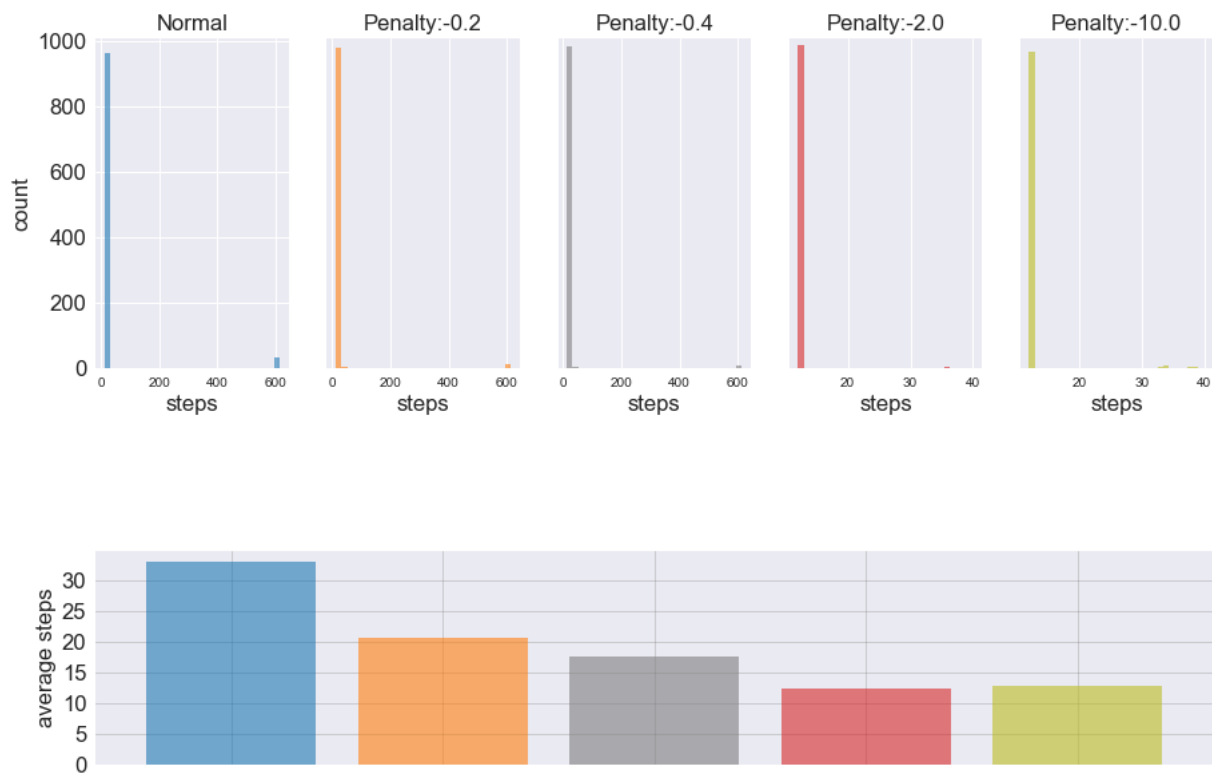 Normal Penalty:-0.2 Penalty:-0.4 Penalty:-2.0 Penalty:-10.0
1000
800
600
400
200
0
count
0 200 400 600 0 200 400 600 0 200 400 600 20 30 40 20 30 40
steps steps steps steps steps
30
25
20
15
10
5
0
average steps